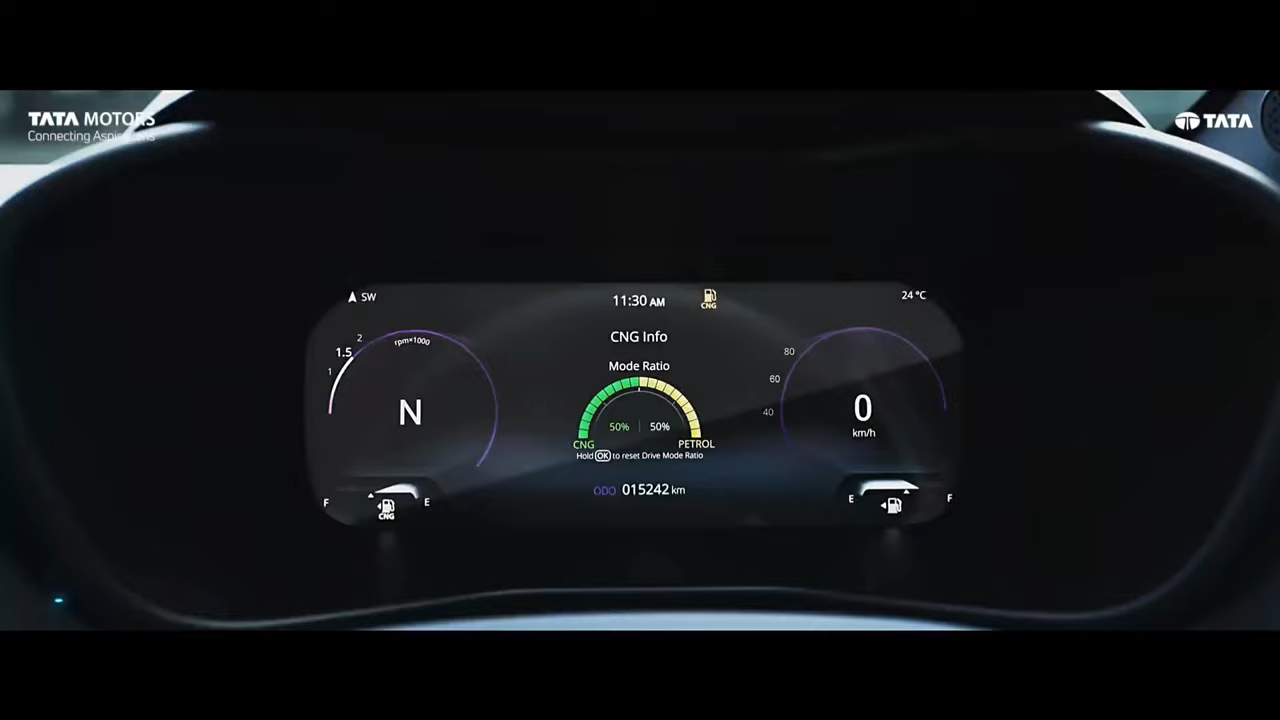 TATA MOTORS
Connecting Aspirations
TATA
SW
11:30 AM
CNG
24 °C
2
1.5
1
rpm×1000
N
CNG Info
Mode Ratio
50% 50%
CNG PETROL
Hold OK to reset Drive Mode Ratio
ODO 015242 km
80
60
40
0
km/h
F E
CNG
E F